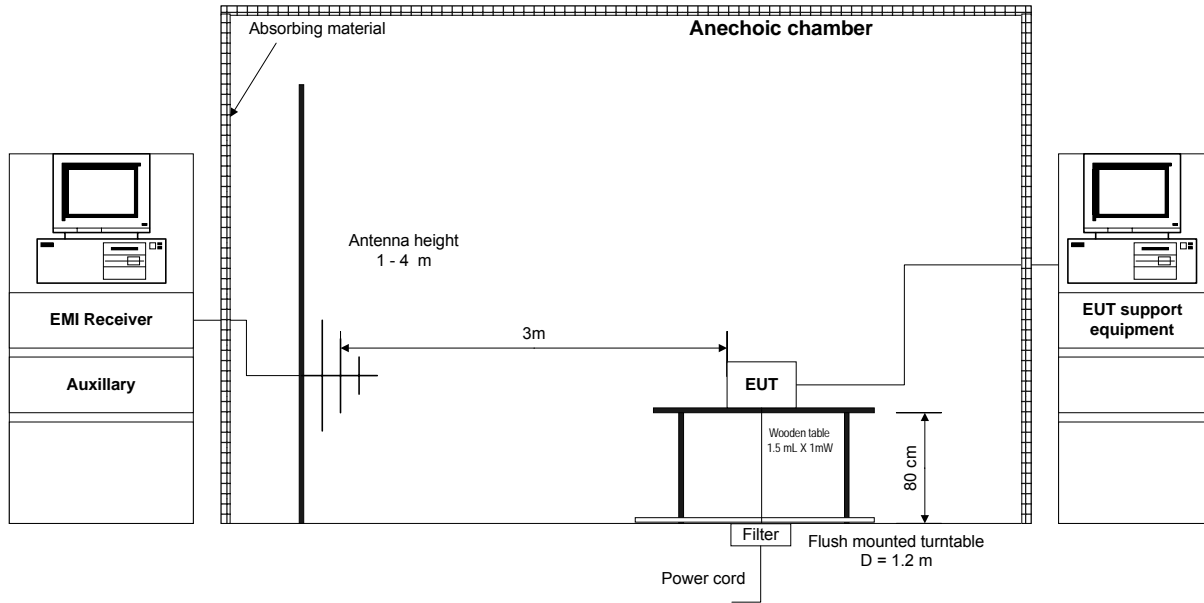 Absorbing material
Anechoic chamber
Antenna height
1 - 4 m
EMI Receiver
Auxillary
3m
EUT
EUT support
equipment
Wooden table
1.5 mL X 1mW
80 cm
Filter
Flush mounted turntable
D = 1.2 m
Power cord